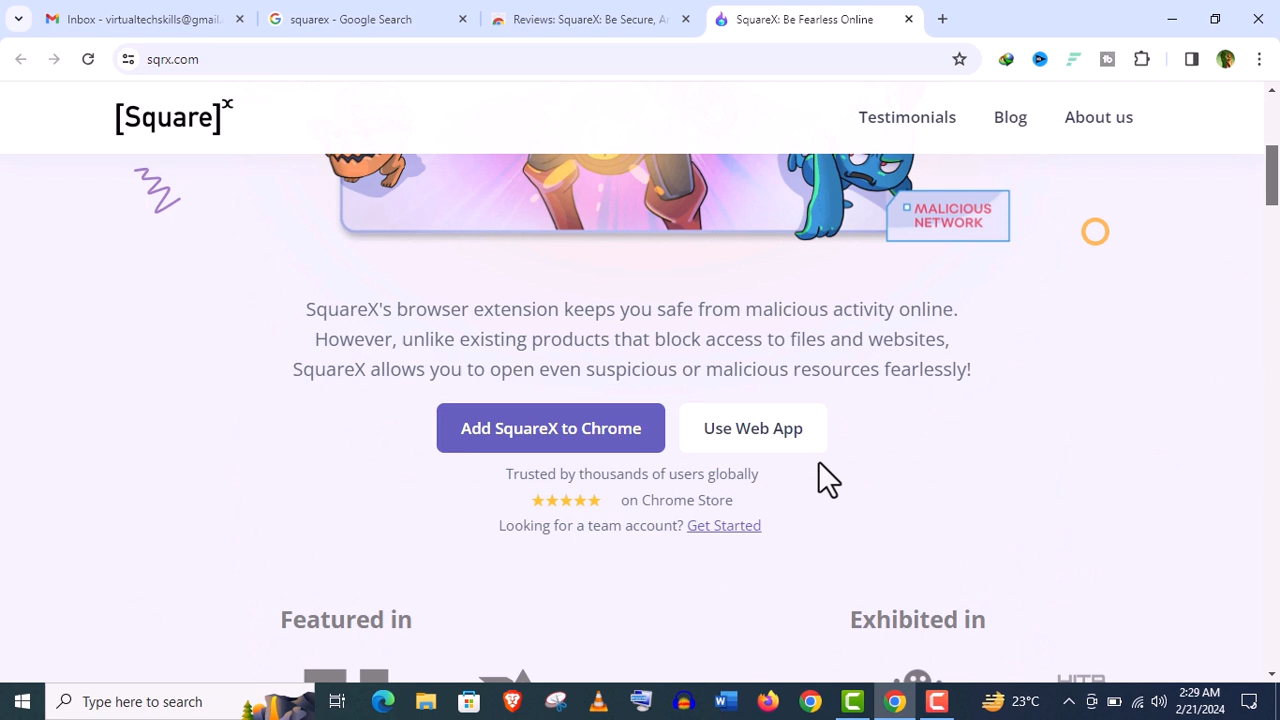 Inbox - virtualtechskills@gmail.
squarex - Google Search
Reviews: SquareX: Be Secure, A
SquareX: Be Fearless Online
sqrx.com
[Square]x
Testimonials
Blog
About us
MALICIOUS
NETWORK
SquareX's browser extension keeps you safe from malicious activity online.
However, unlike existing products that block access to files and websites,
SquareX allows you to open even suspicious or malicious resources fearlessly!
Add SquareX to Chrome
Use Web App
Trusted by thousands of users globally
on Chrome Store
Looking for a team account? Get Started
Featured in
Exhibited in
Type here to search
23°C
2:29 AM
2/21/2024